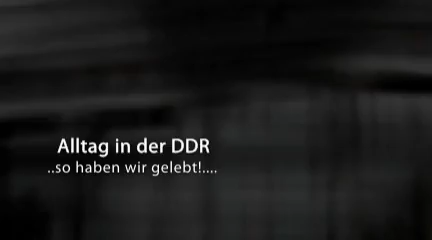 Alltag in der DDR
..so haben wir gelebt!....